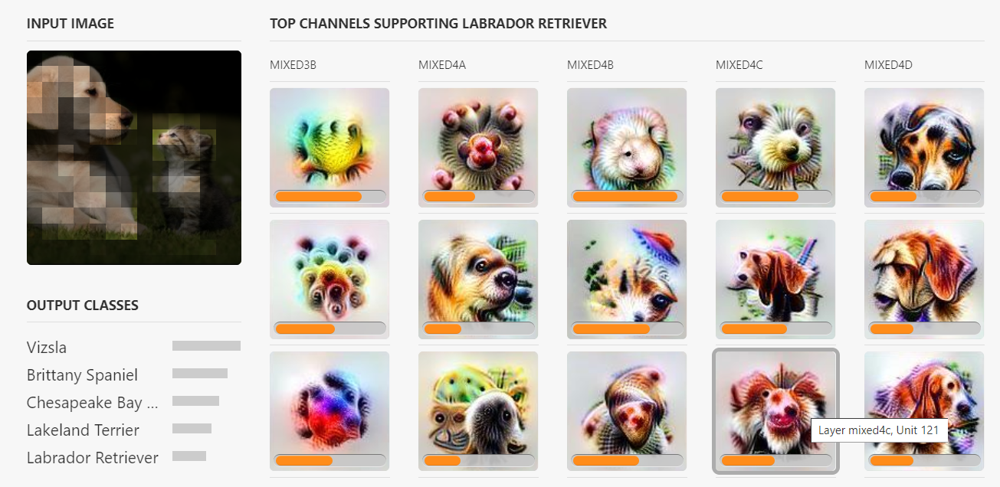 INPUT IMAGE
TOP CHANNELS SUPPORTING LABRADOR RETRIEVER
MIXED3B
MIXED4A
MIXED4B
MIXED4C
MIXED4D
OUTPUT CLASSES
Vizsla
Brittany Spaniel
Chesapeake Bay ...
Lakeland Terrier
Labrador Retriever
Layer mixed4c, Unit 121